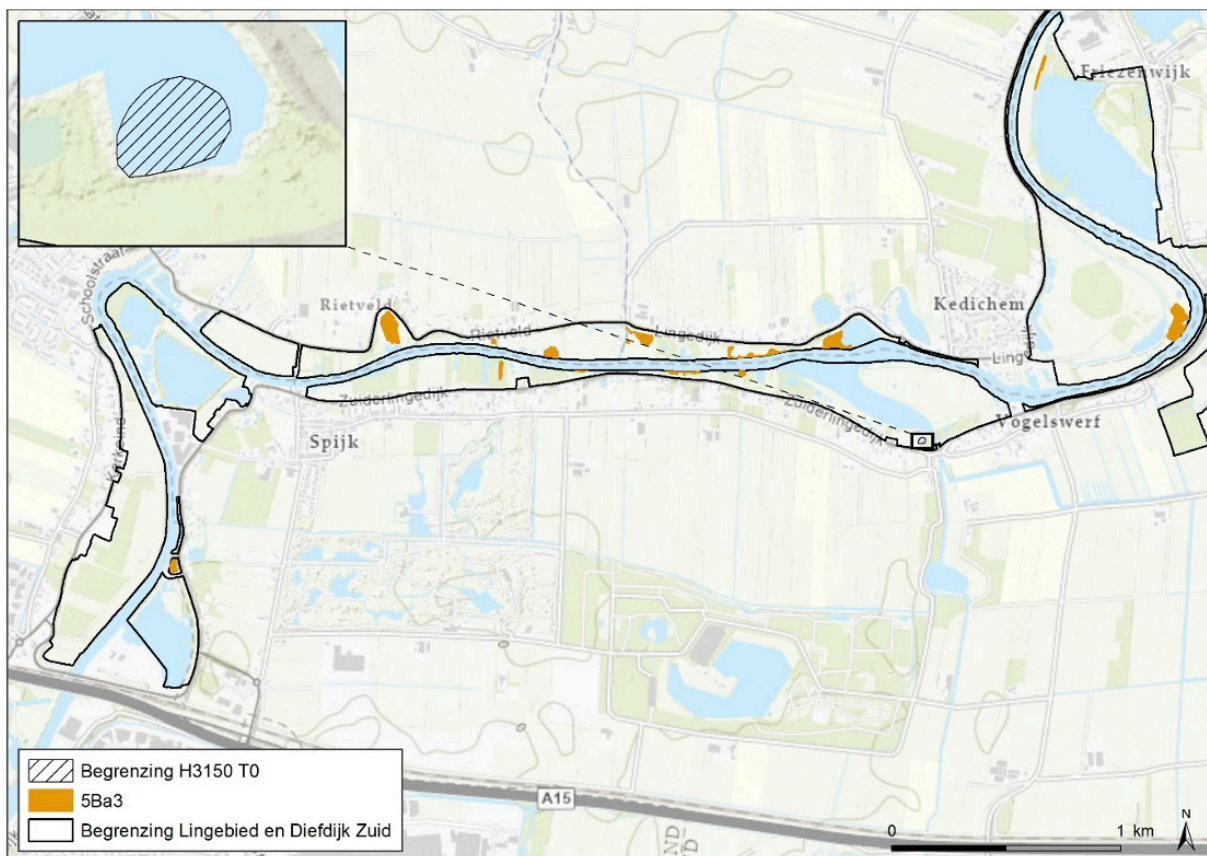 Friezenwijk
Schoolstraat
Rietveld
Rietveld
Lingedijk
Kedichem
Zuiderlingedijk
Zuiderlingedijk
Vogelswerf
Spijk
Begrenzing H3150 T0
5Ba3
Begrenzing Lingebied en Diefdijk Zuid
A15
0
1 km
N